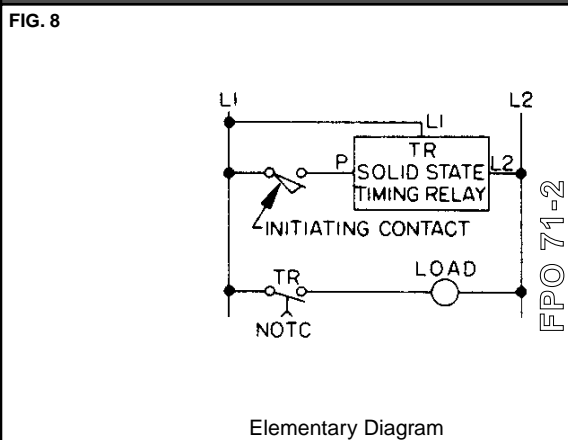 FIG. 8
L1 L2
L1
TR
P SOLID STATE L2
TIMING RELAY
INITIATING CONTACT
TR LOAD
NOTC
FPO 71-2
Elementary Diagram